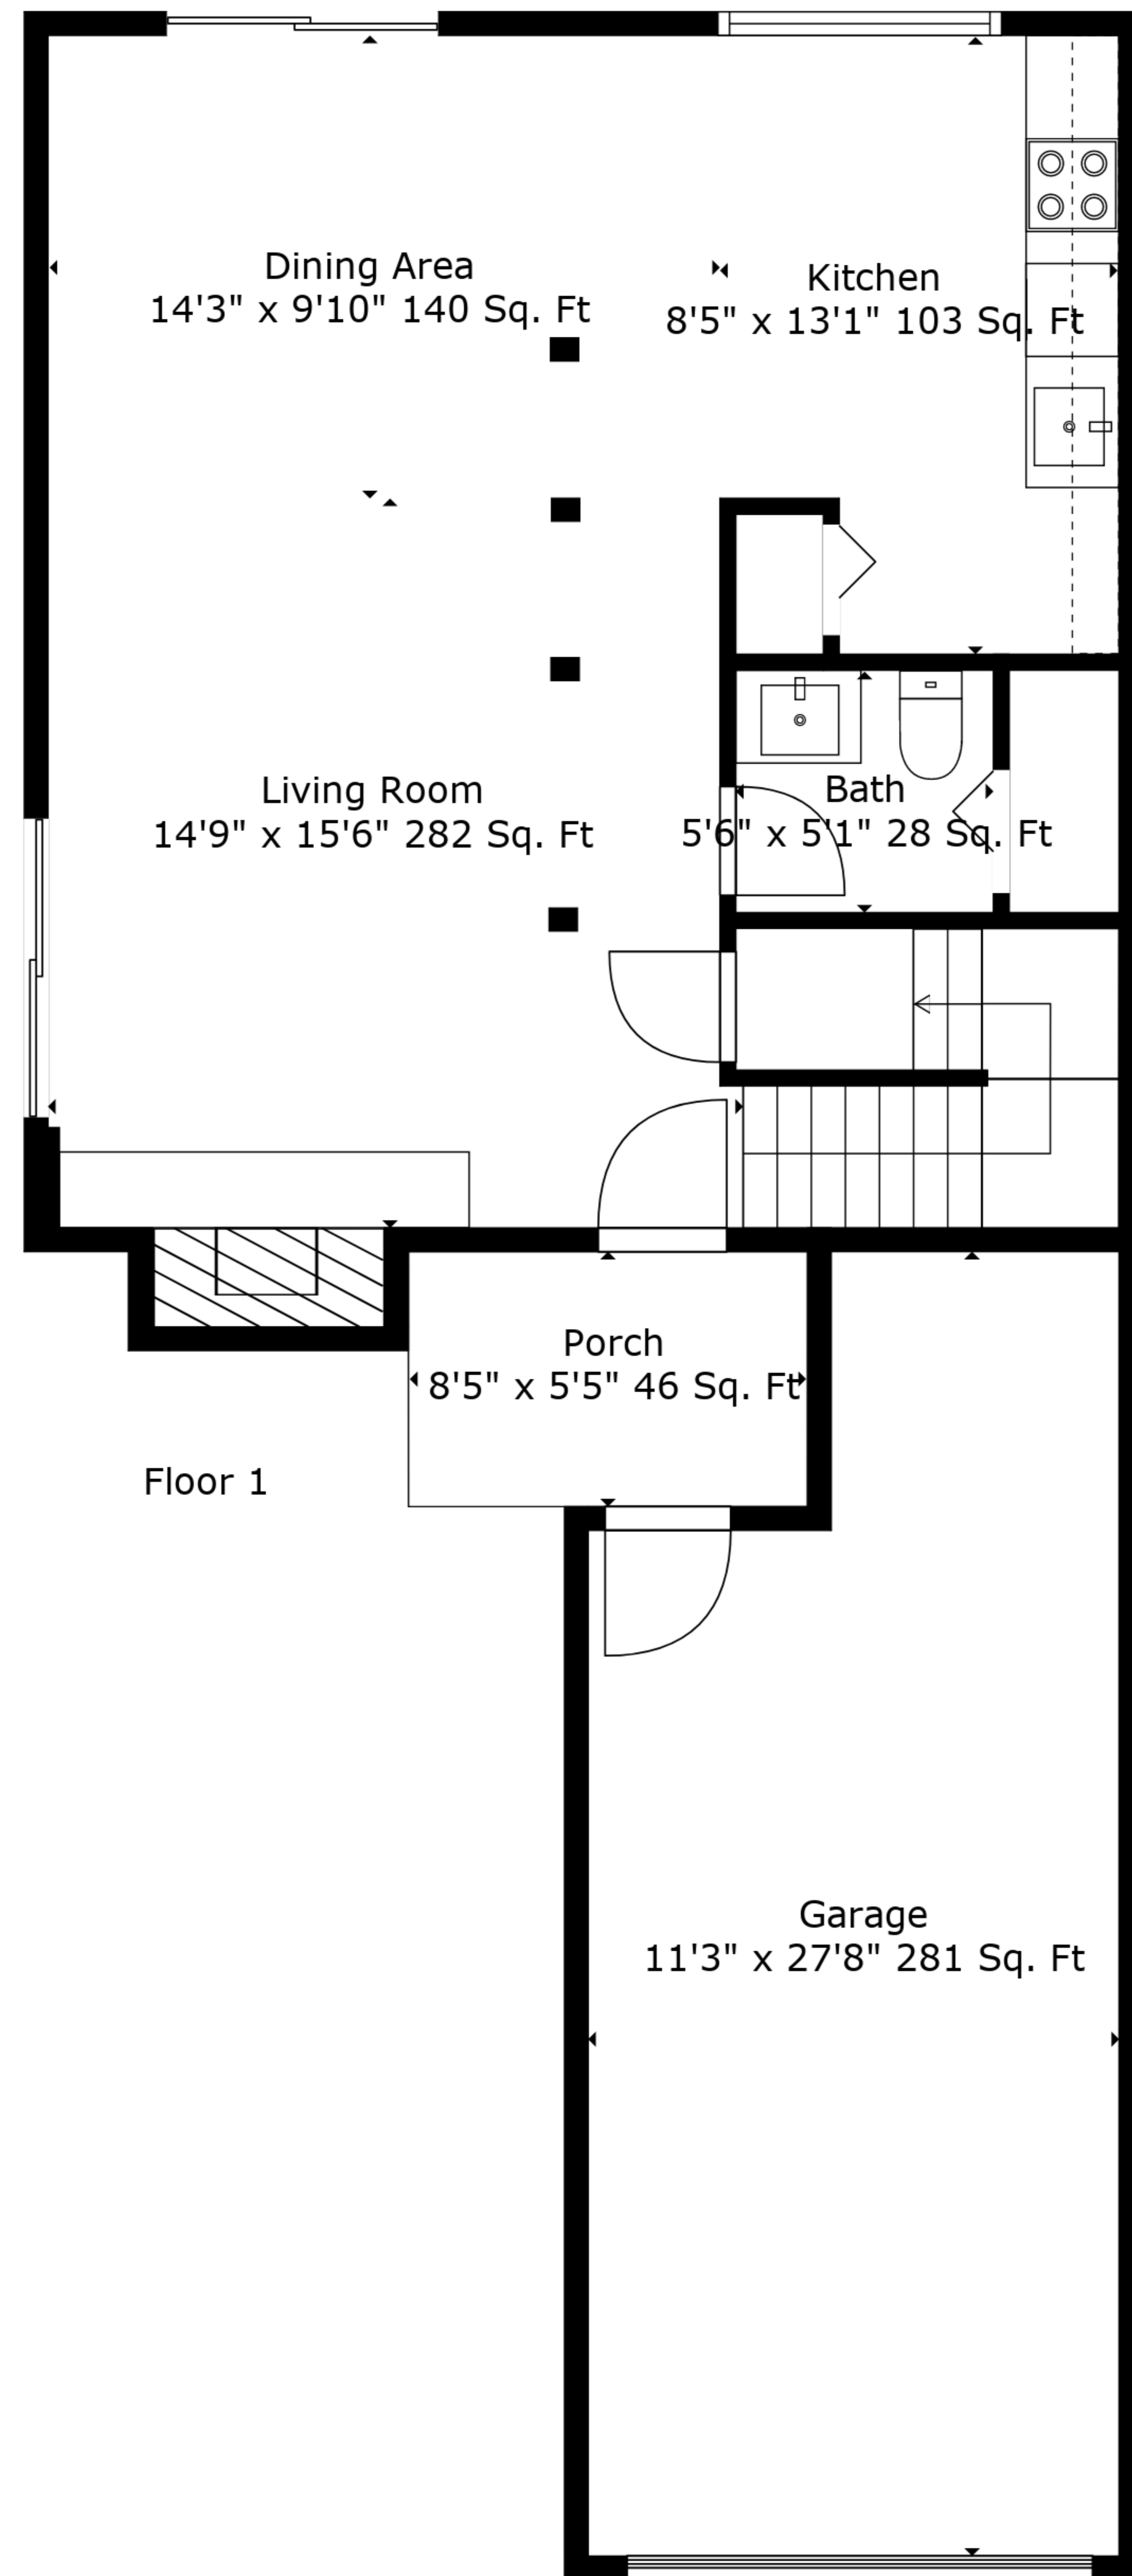 Dining Area
14'3" x 9'10" 140 Sq. Ft
Kitchen
8'5" x 13'1" 103 Sq. Ft
Living Room
14'9" x 15'6" 282 Sq. Ft
Bath
5'6" x 5'1" 28 Sq. Ft
Porch
8'5" x 5'5" 46 Sq. Ft
Floor 1
Garage
11'3" x 27'8" 281 Sq. Ft